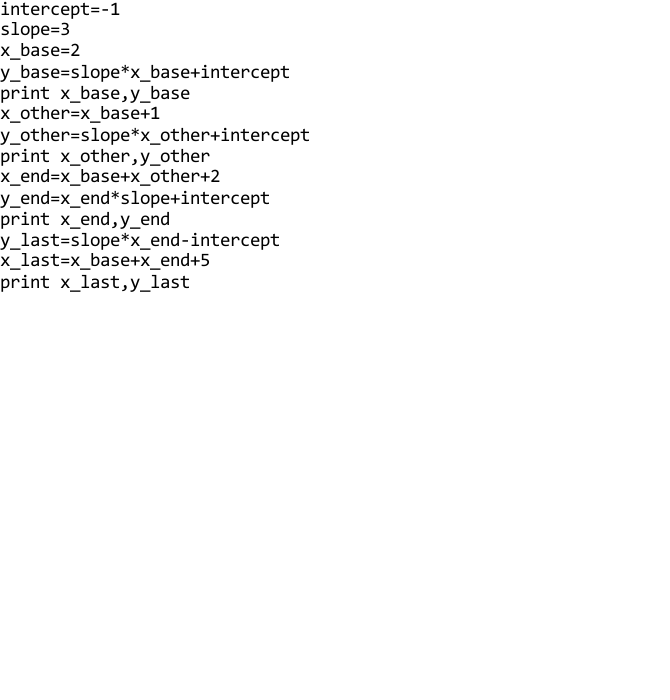 intercept=-1
slope=3
x_base=2
y_base=slope*x_base+intercept
print x_base,y_base
x_other=x_base+1
y_other=slope*x_other+intercept
print x_other,y_other
x_end=x_base+x_other+2
y_end=x_end*slope+intercept
print x_end,y_end
y_last=slope*x_end-intercept
x_last=x_base+x_end+5
print x_last,y_last